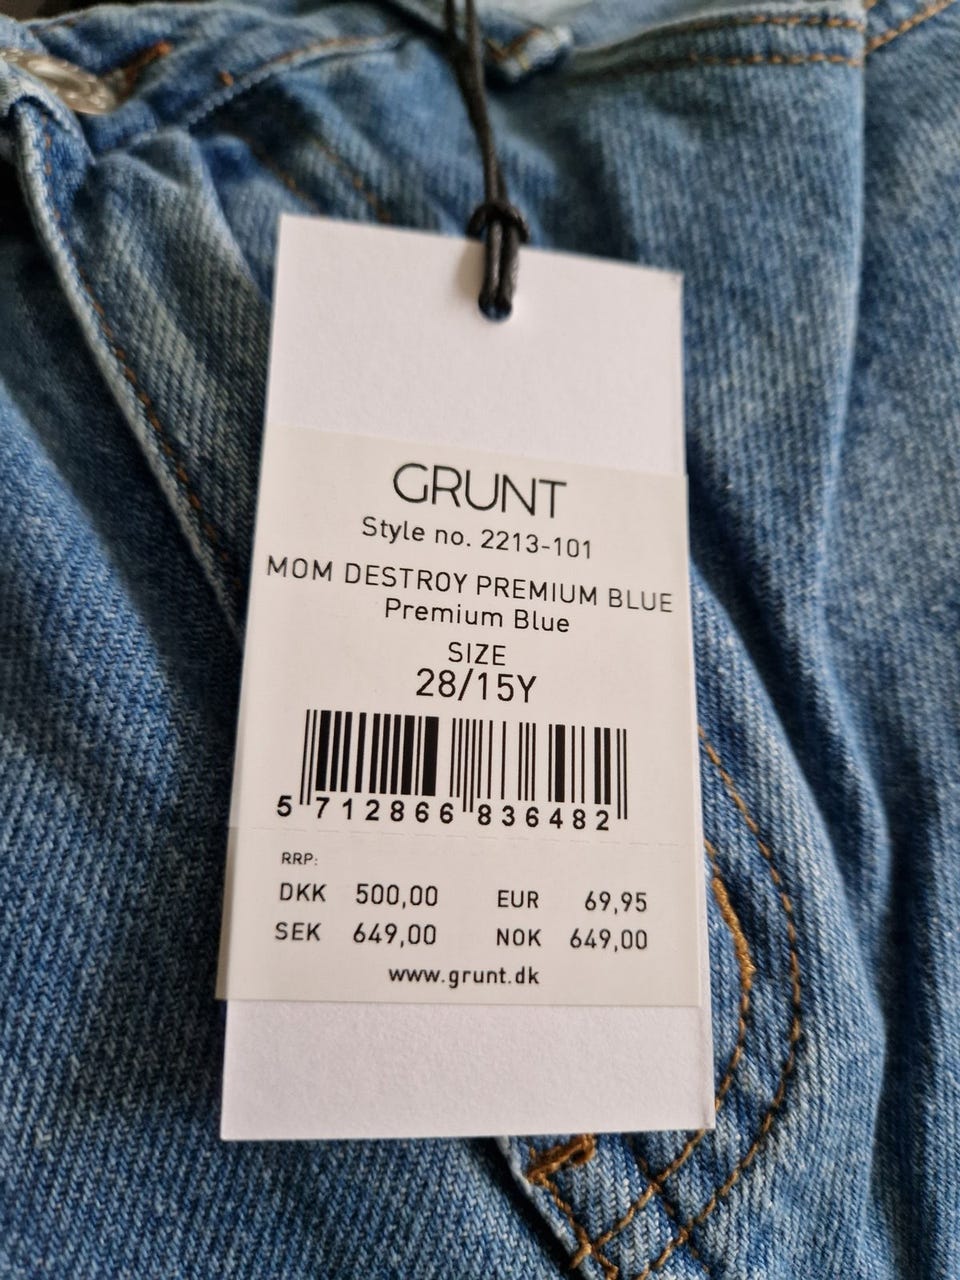 GRUNT
Style no. 2213-101
MOM DESTROY PREMIUM BLUE
Premium Blue
SIZE
28/15Y
5 712866 836482
RRP:
DKK 500,00 EUR 69,95
SEK 649,00 NOK 649,00
www.grunt.dk